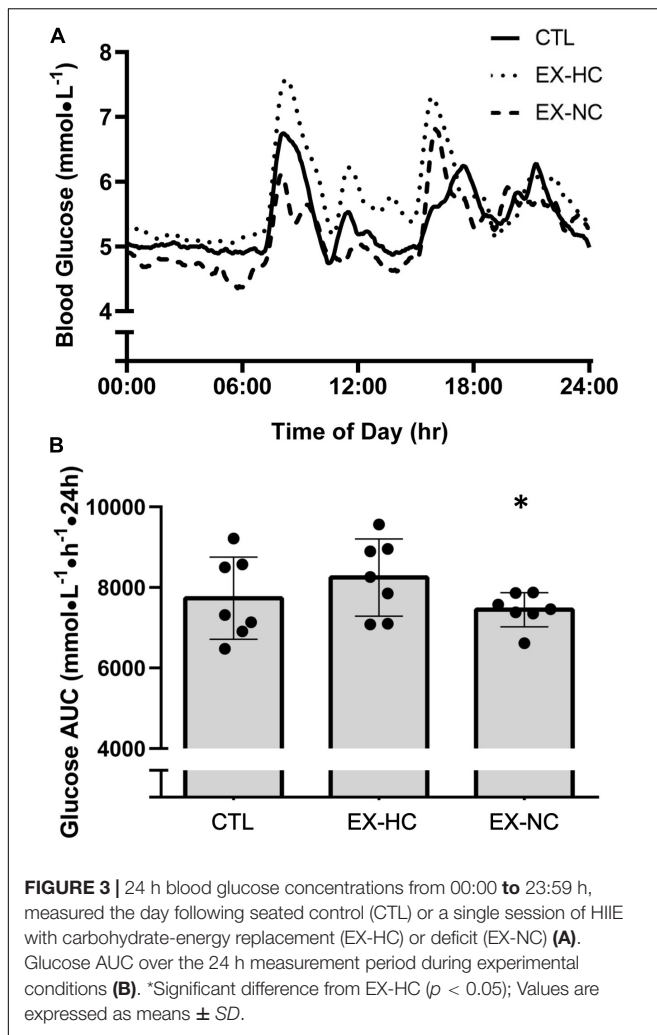 A
CTL
EX-HC
EX-NC
Blood Glucose (mmol•L⁻¹)
8
7
6
5
4
00:00 06:00 12:00 18:00 24:00
Time of Day (hr)
B
Glucose AUC (mmol•L⁻¹•h⁻¹•24h)
10000
8000
6000
4000
*
CTL EX-HC EX-NC
FIGURE 3 | 24 h blood glucose concentrations from 00:00 to 23:59 h,
measured the day following seated control (CTL) or a single session of HIIE
with carbohydrate-energy replacement (EX-HC) or deficit (EX-NC) (A).
Glucose AUC over the 24 h measurement period during experimental
conditions (B). *Significant difference from EX-HC (p < 0.05); Values are
expressed as means ± SD.